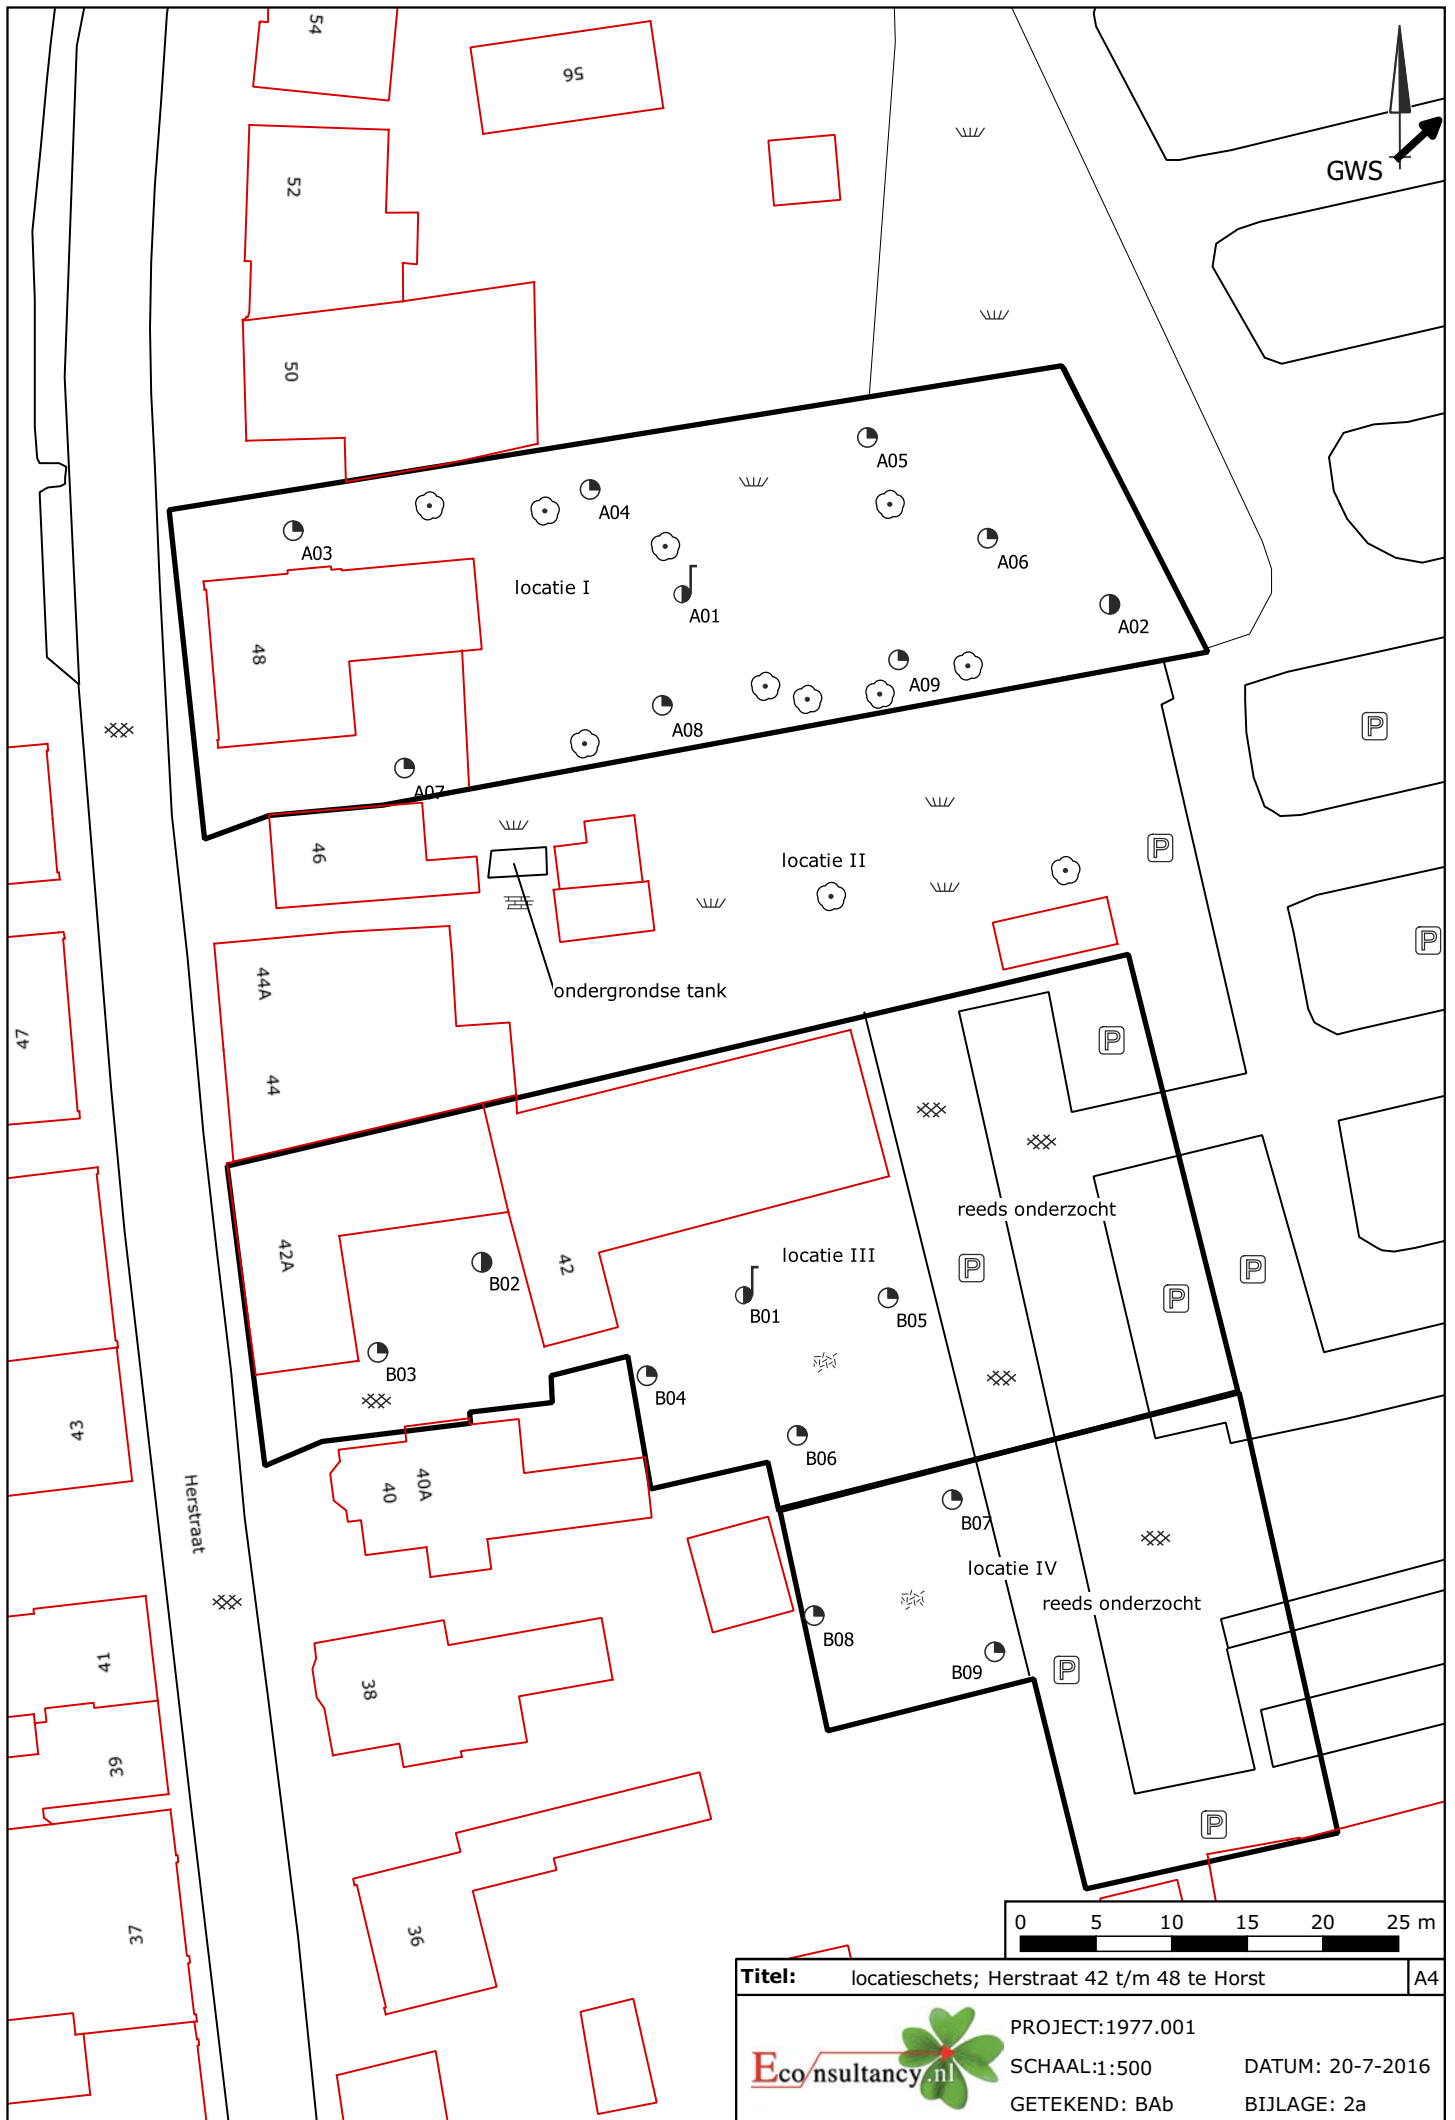 54
56
GWS
52
50
A05
A04
A03
A06
locatie I
A01
A02
48
A09
A08
P
A07
46
locatie II
P
P
44A
ondergrondse tank
47
P
44
reeds onderzocht
42A
locatie III
42
P
P
P
B02
B01
B05
B03
B04
43
B06
40A
40
Herstraat
B07
locatie IV
reeds onderzocht
B08
41
B09
P
38
39
P
36
37
0 5 10 15 20 25 m
Titel: locatieschets; Herstraat 42 t/m 48 te Horst
A4
Econsultancy.nl
PROJECT:1977.001
SCHAAL:1:500
DATUM: 20-7-2016
GETEKEND: BAb
BIJLAGE: 2a